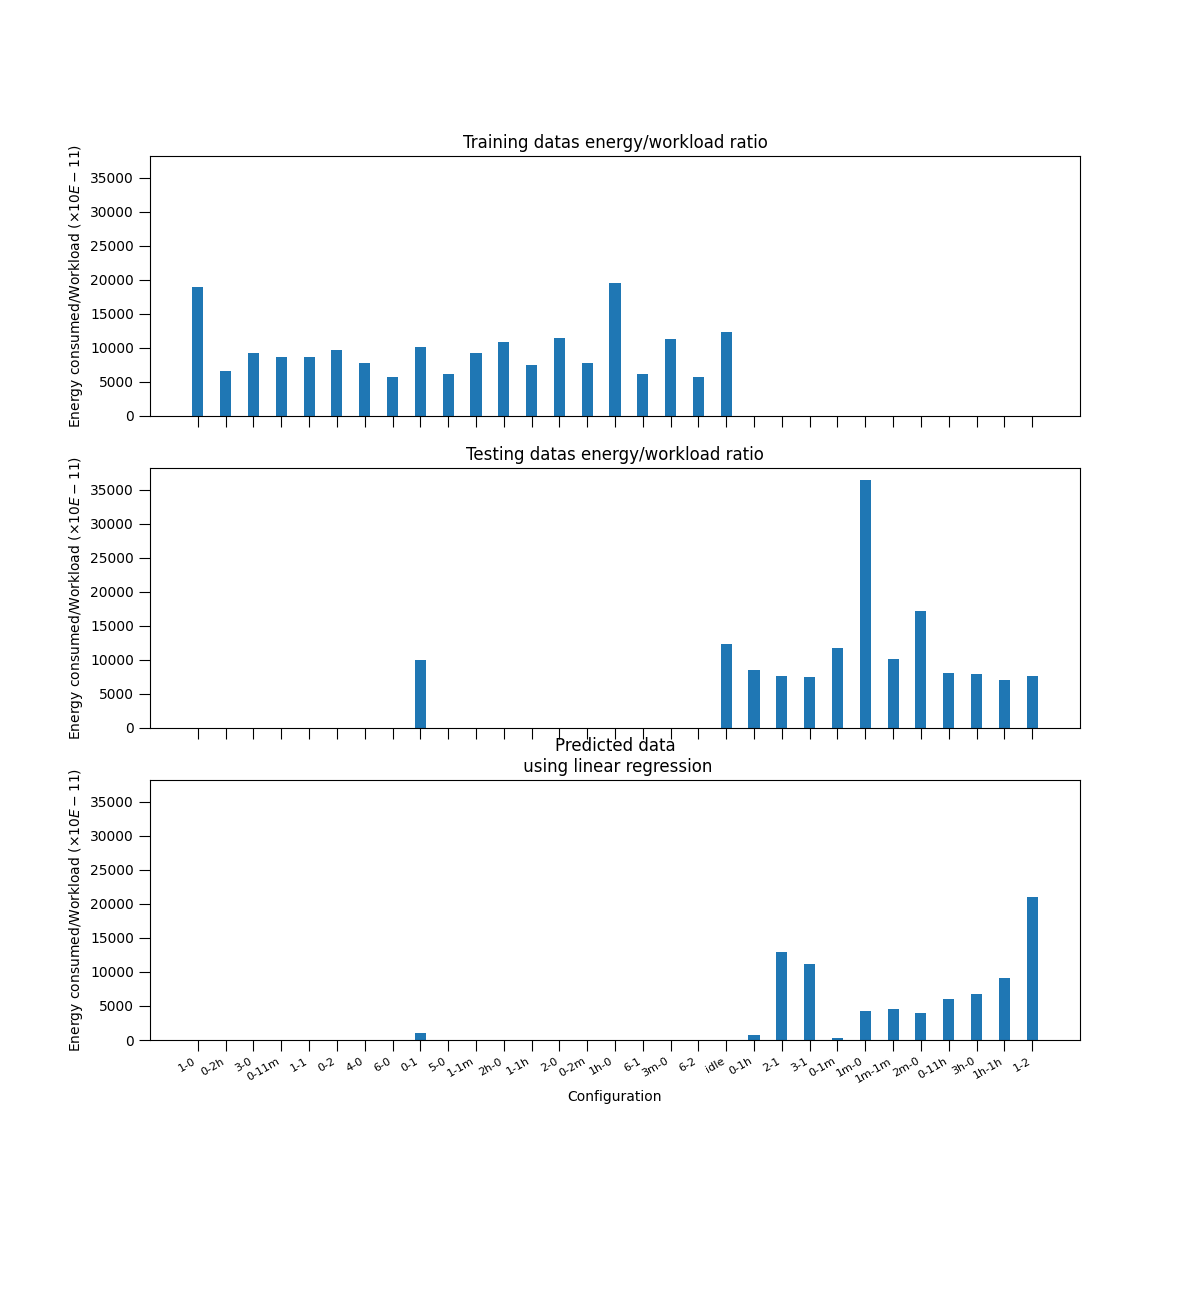 Training datas energy/workload ratio
Energy consumed/Workload (×10E − 11)
35000
30000
25000
20000
15000
10000
5000
0
Testing datas energy/workload ratio
Energy consumed/Workload (×10E − 11)
35000
30000
25000
20000
15000
10000
5000
0
Predicted data
using linear regression
Energy consumed/Workload (×10E − 11)
35000
30000
25000
20000
15000
10000
5000
0
1-0 0-2h 3-0 0-11m 1-1 0-2 4-0 6-0 0-1 5-0 1-1m 2h-0 1-1h 2-0 0-2m 1h-0 6-1 3m-0 6-2 idle 0-1h 2-1 3-1 0-1m 1m-0 1m-1m 2m-0 0-11h 3h-0 1h-1h 1-2
Configuration